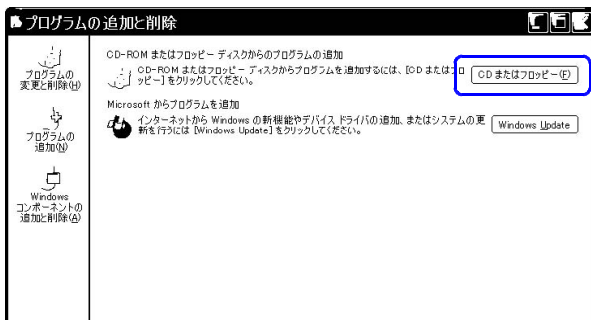 プログラムの追加と削除
プログラムの
変更と削除(H)
プログラムの
追加(N)
Windows
コンポーネントの
追加と削除(A)
CD-ROM またはフロッピー ディスクからのプログラムの追加
CD-ROM またはフロッピー ディスクからプログラムを追加するには、[CD またはフロ
ッピー] をクリックしてください。
CD またはフロッピー(F)
Microsoft からプログラムを追加
インターネットから Windows の新機能やデバイス ドライバの追加、またはシステムの更
新を行うには [Windows Update] をクリックしてください。
Windows Update